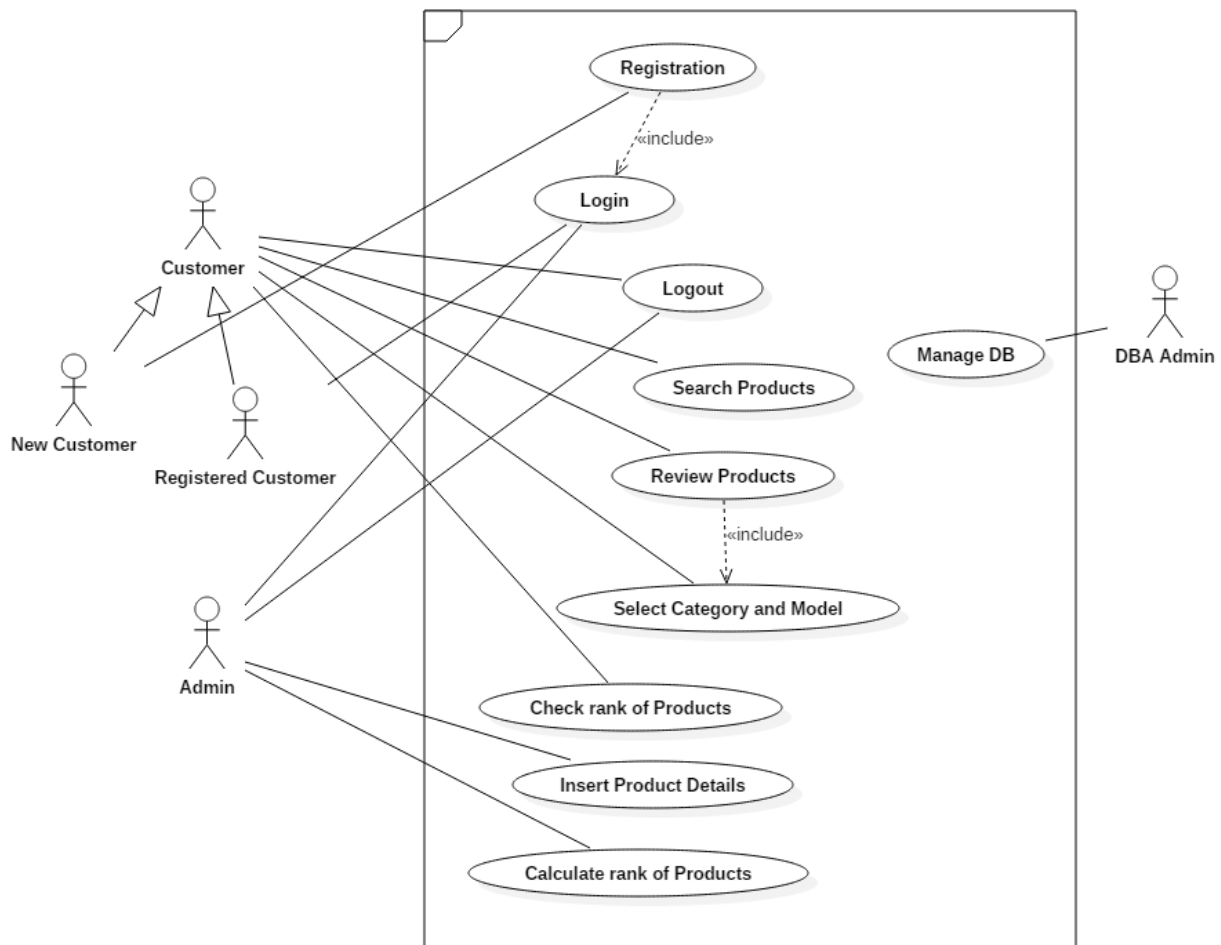 Registration
«include»
Login
Customer
Logout
Manage DB
DBA Admin
Search Products
New Customer
Registered Customer
Review Products
«include»
Select Category and Model
Admin
Check rank of Products
Insert Product Details
Calculate rank of Products